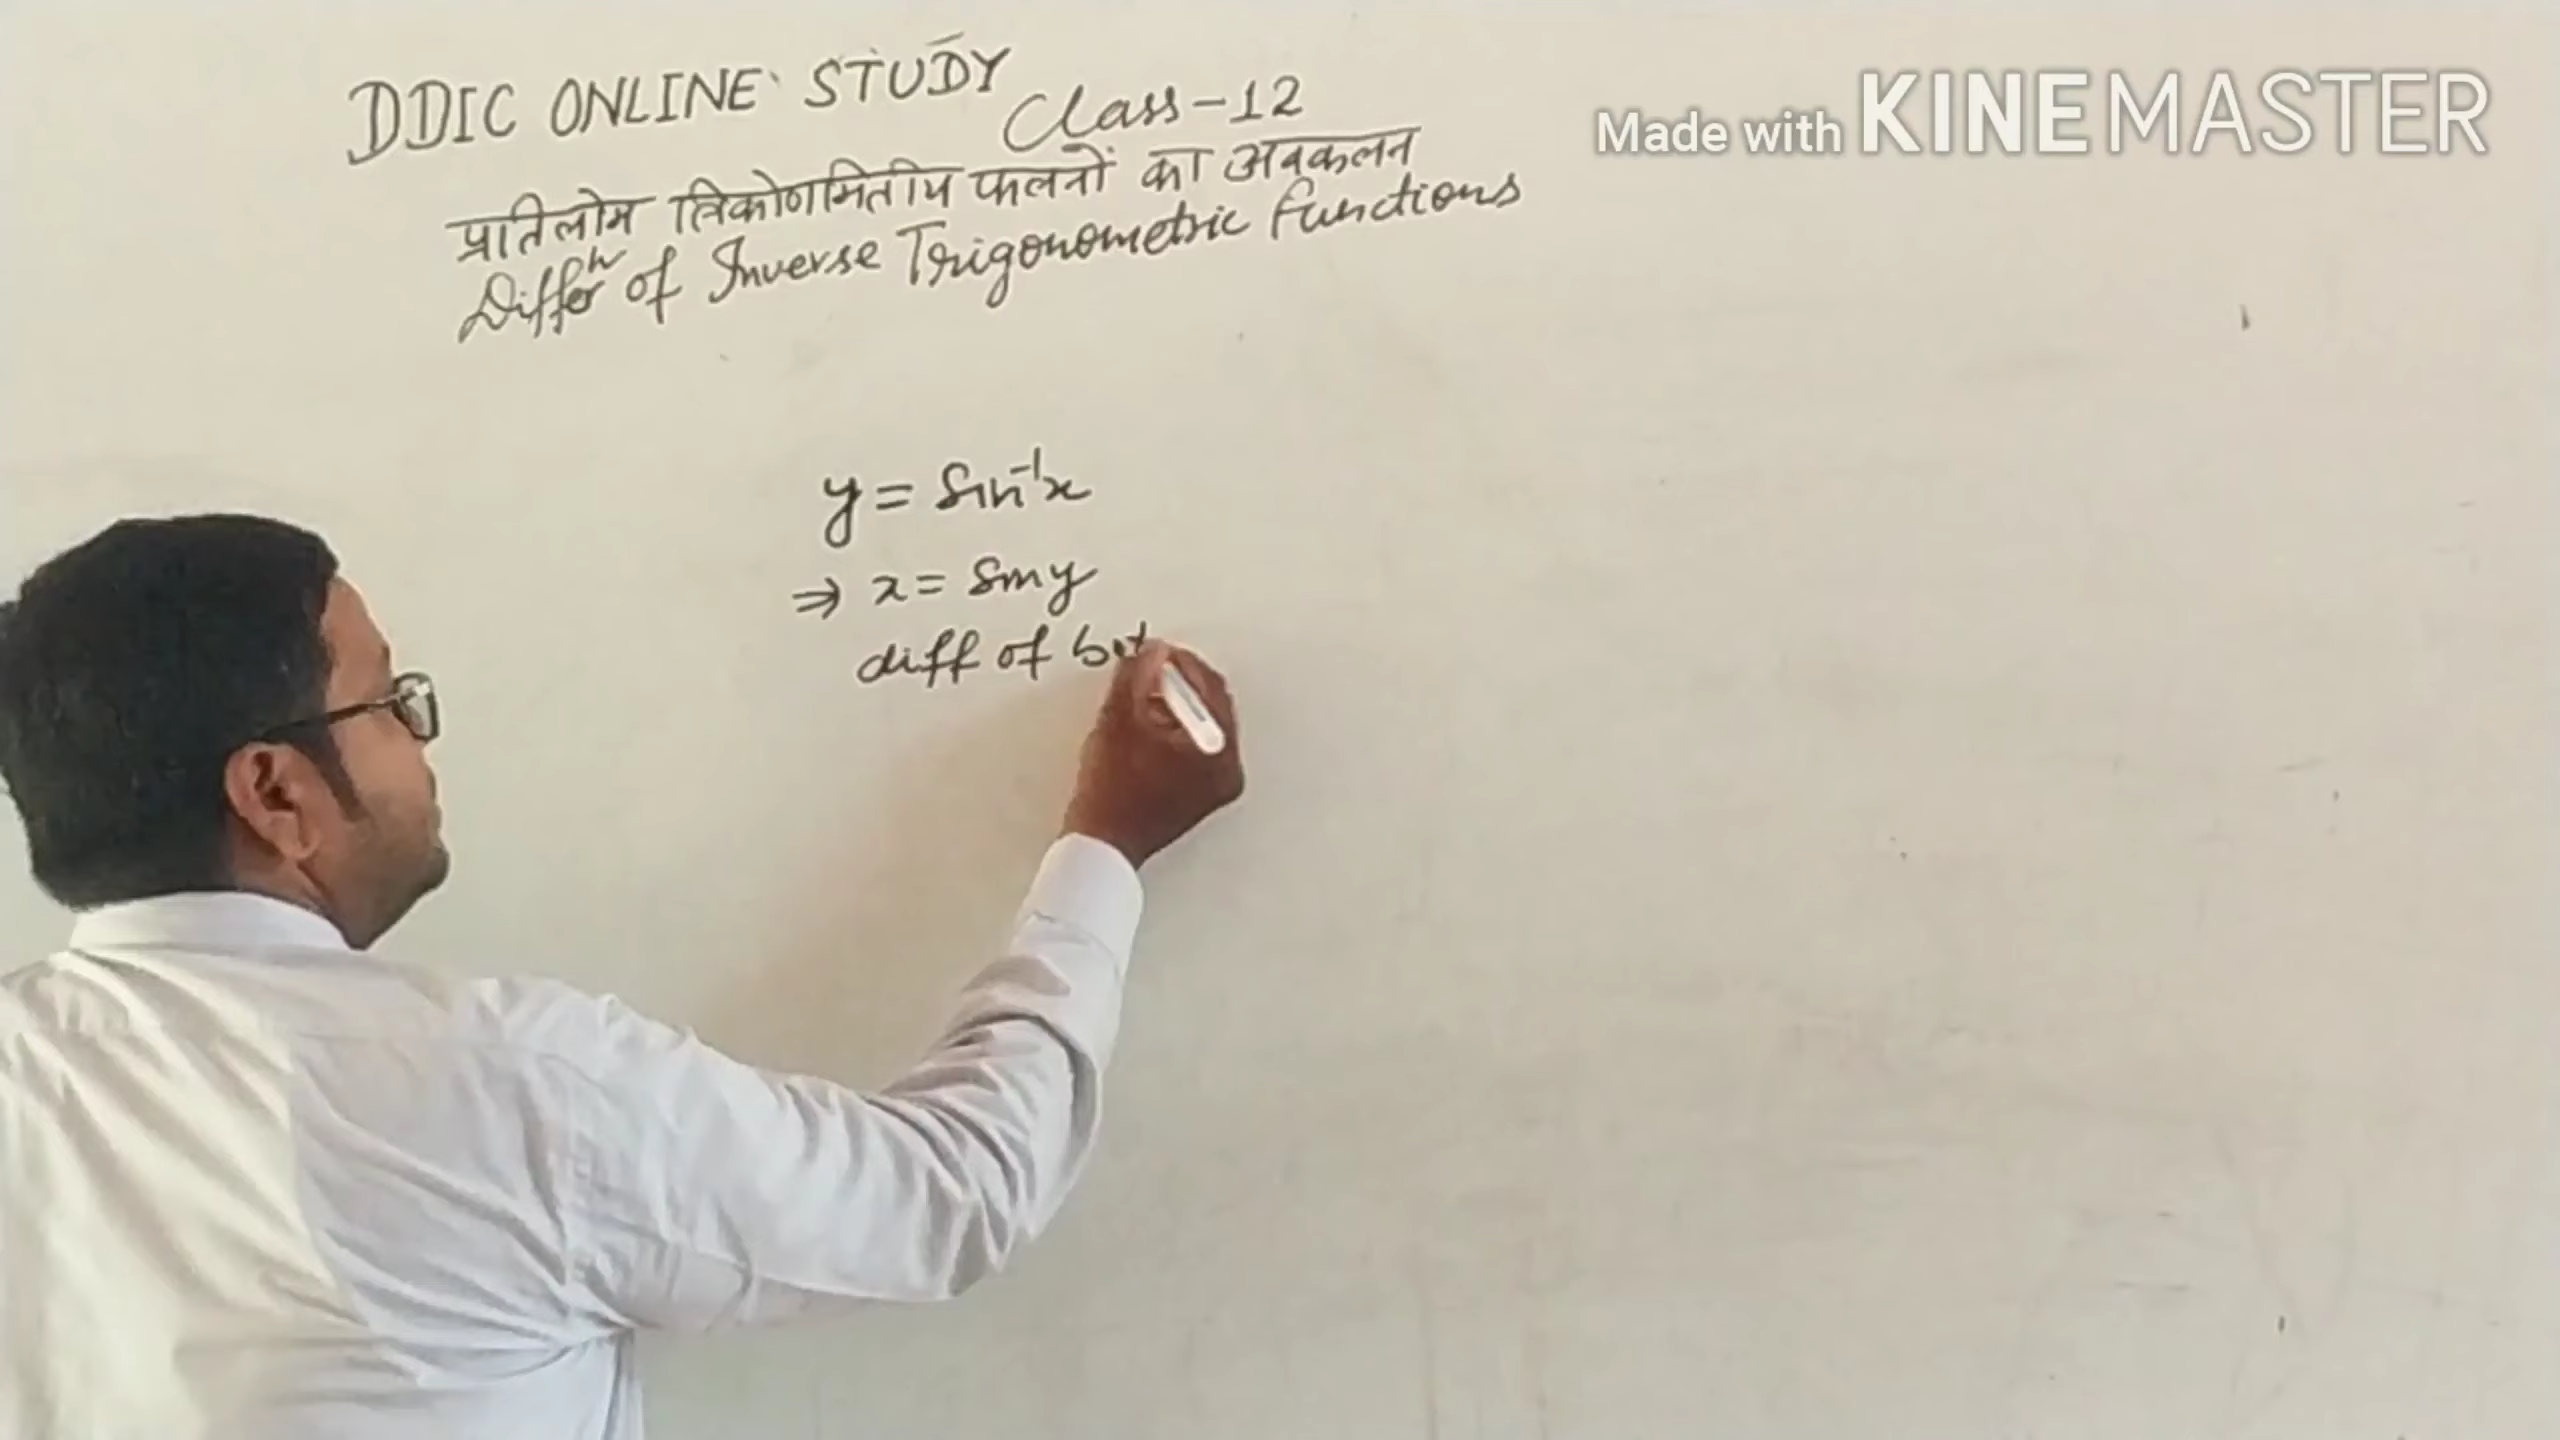 DDIC ONLINE STUDY
Class-12
प्रतिलोम त्रिकोणमितीय फलनों का अवकलन
Diffeʳⁿ of Inverse Trigonometric functions
y = Sin⁻¹x
⇒ x = Sin y
diff of bot
Made with KINEMASTER